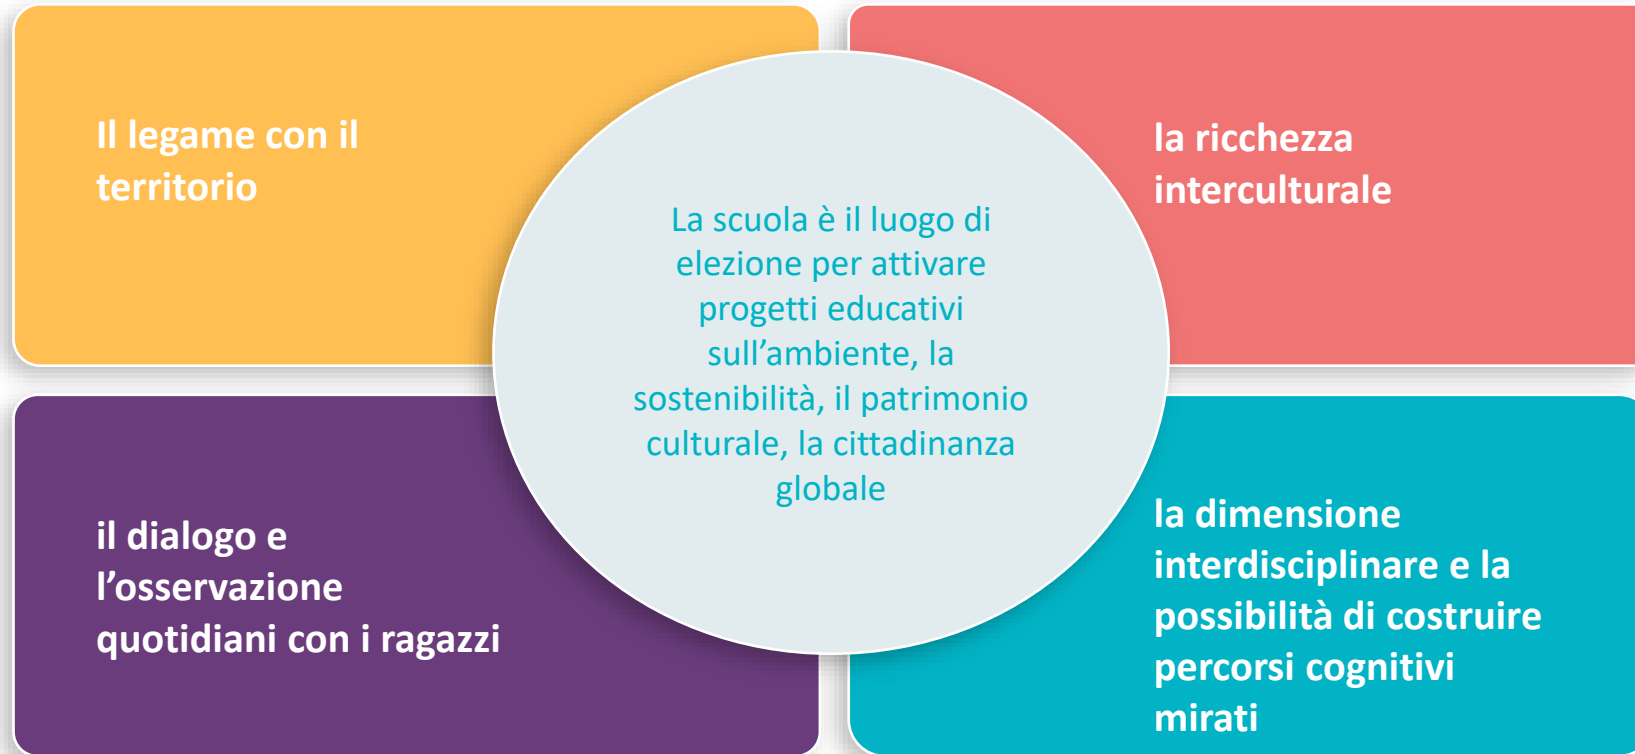 Il legame con il
territorio
la ricchezza
interculturale
La scuola è il luogo di
elezione per attivare
progetti educativi
sull’ambiente, la
sostenibilità, il patrimonio
culturale, la cittadinanza
globale
il dialogo e
l’osservazione
quotidiani con i ragazzi
la dimensione
interdisciplinare e la
possibilità di costruire
percorsi cognitivi
mirati